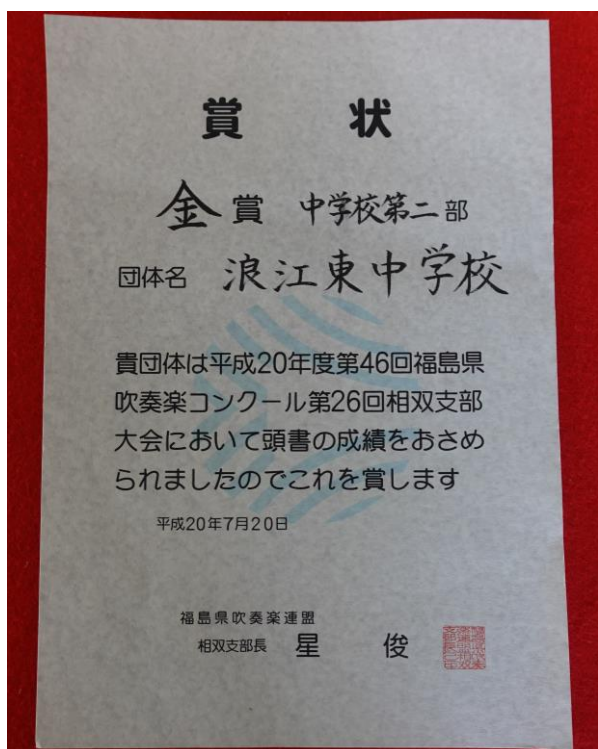 賞 状
金賞 中学校第二部
団体名 浪江東中学校
貴団体は平成20年度第46回福島県
吹奏楽コンクール第26回相双支部
大会において頭書の成績をおさめ
られましたのでこれを賞します
平成20年7月20日
福島県吹奏楽連盟
相双支部長 星 俊